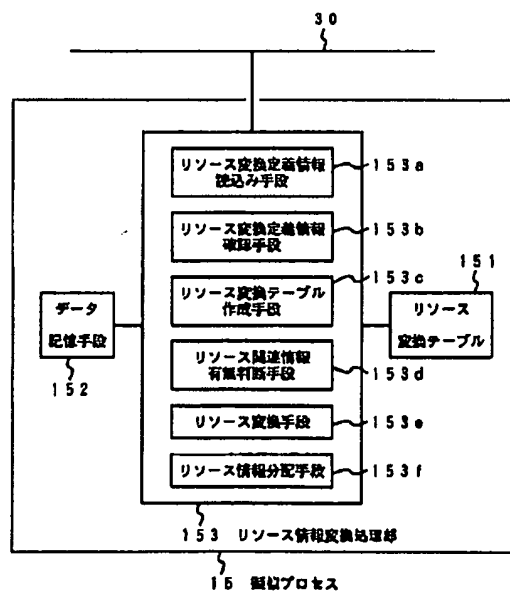 30
リソース変換定義情報
読込み手段
153a
リソース変換定義情報
確認手段
153b
リソース変換テーブル
作成手段
153c
リソース関連情報
有無判断手段
153d
リソース変換手段
153e
リソース情報分配手段
153f
データ
記憶手段
152
151
リソース
変換テーブル
153 リソース情報変換処理部
15 擬似プロセス